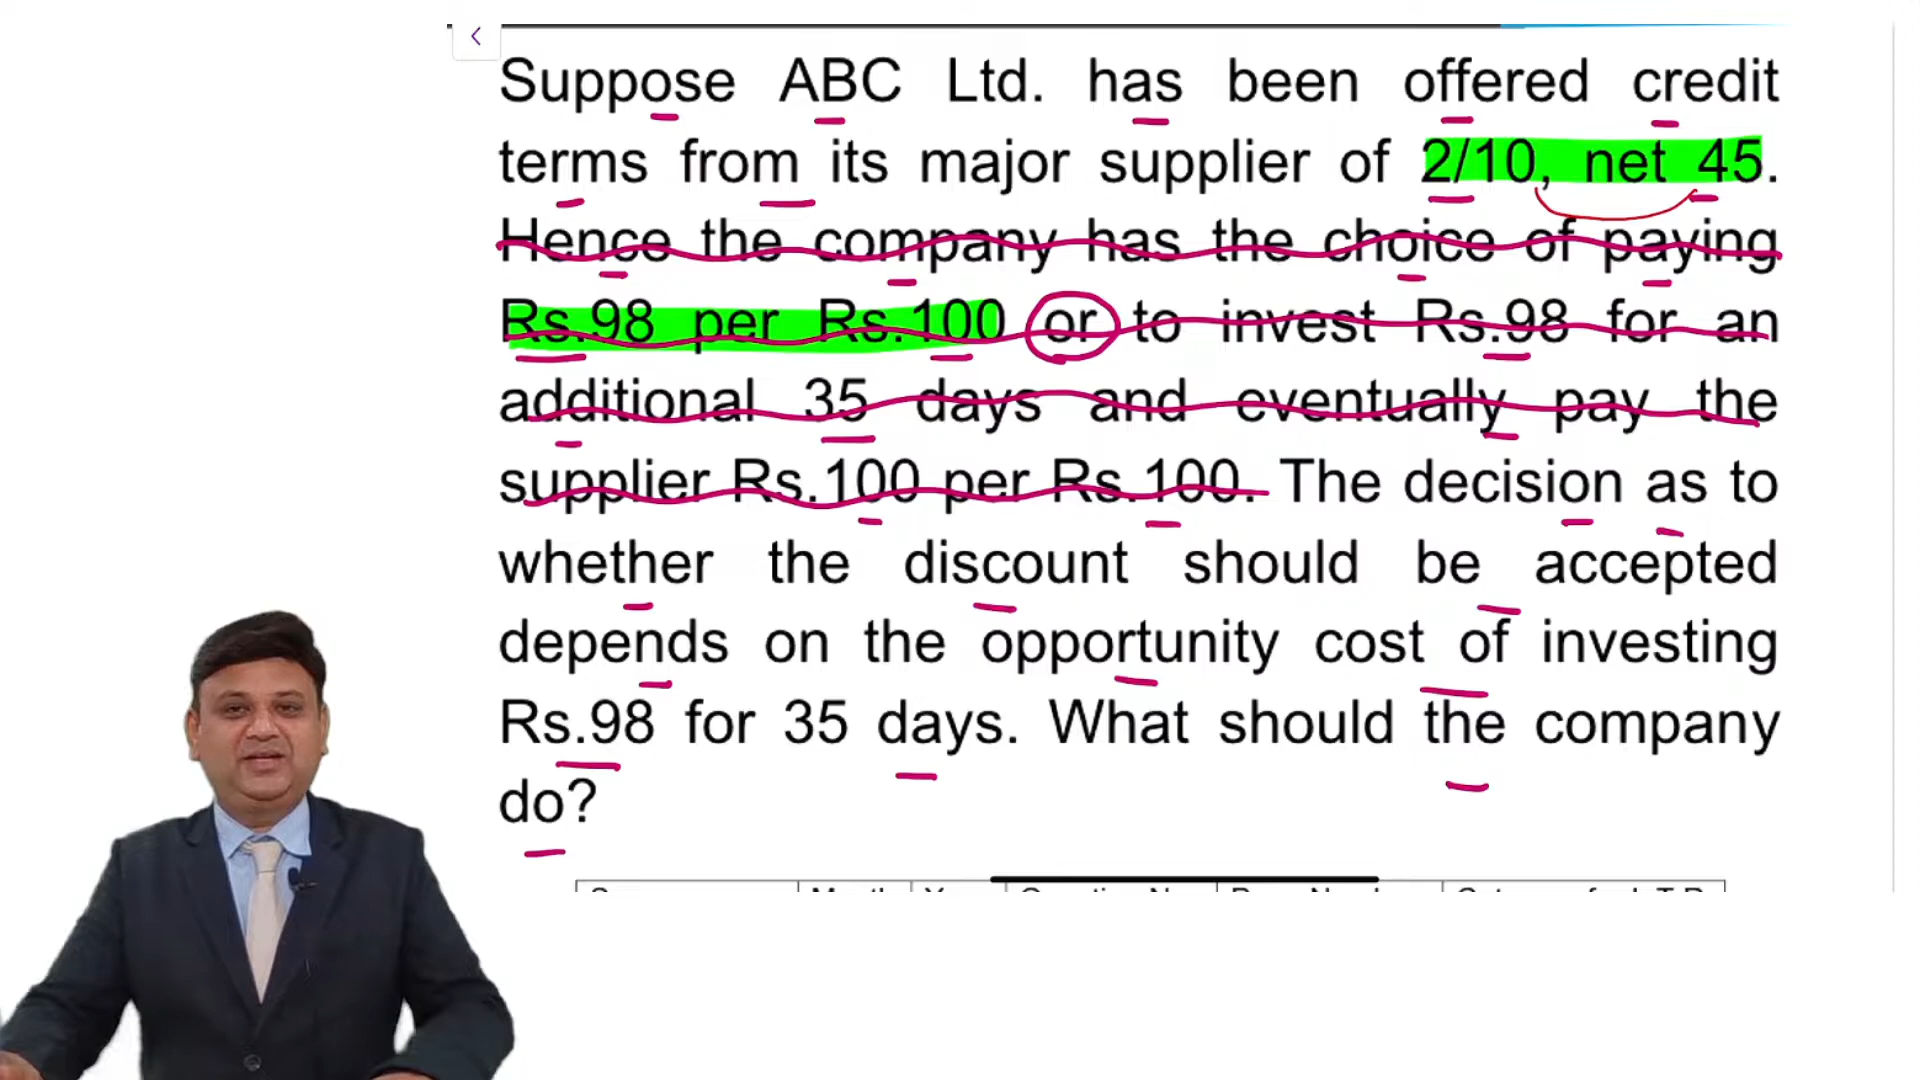 Suppose ABC Ltd. has been offered credit
terms from its major supplier of 2/10, net 45.
Hence the company has the choice of paying
Rs.98 per Rs.100 or to invest Rs.98 for an
additional 35 days and eventually pay the
supplier Rs.100 per Rs.100. The decision as to
whether the discount should be accepted
depends on the opportunity cost of investing
Rs.98 for 35 days. What should the company
do?